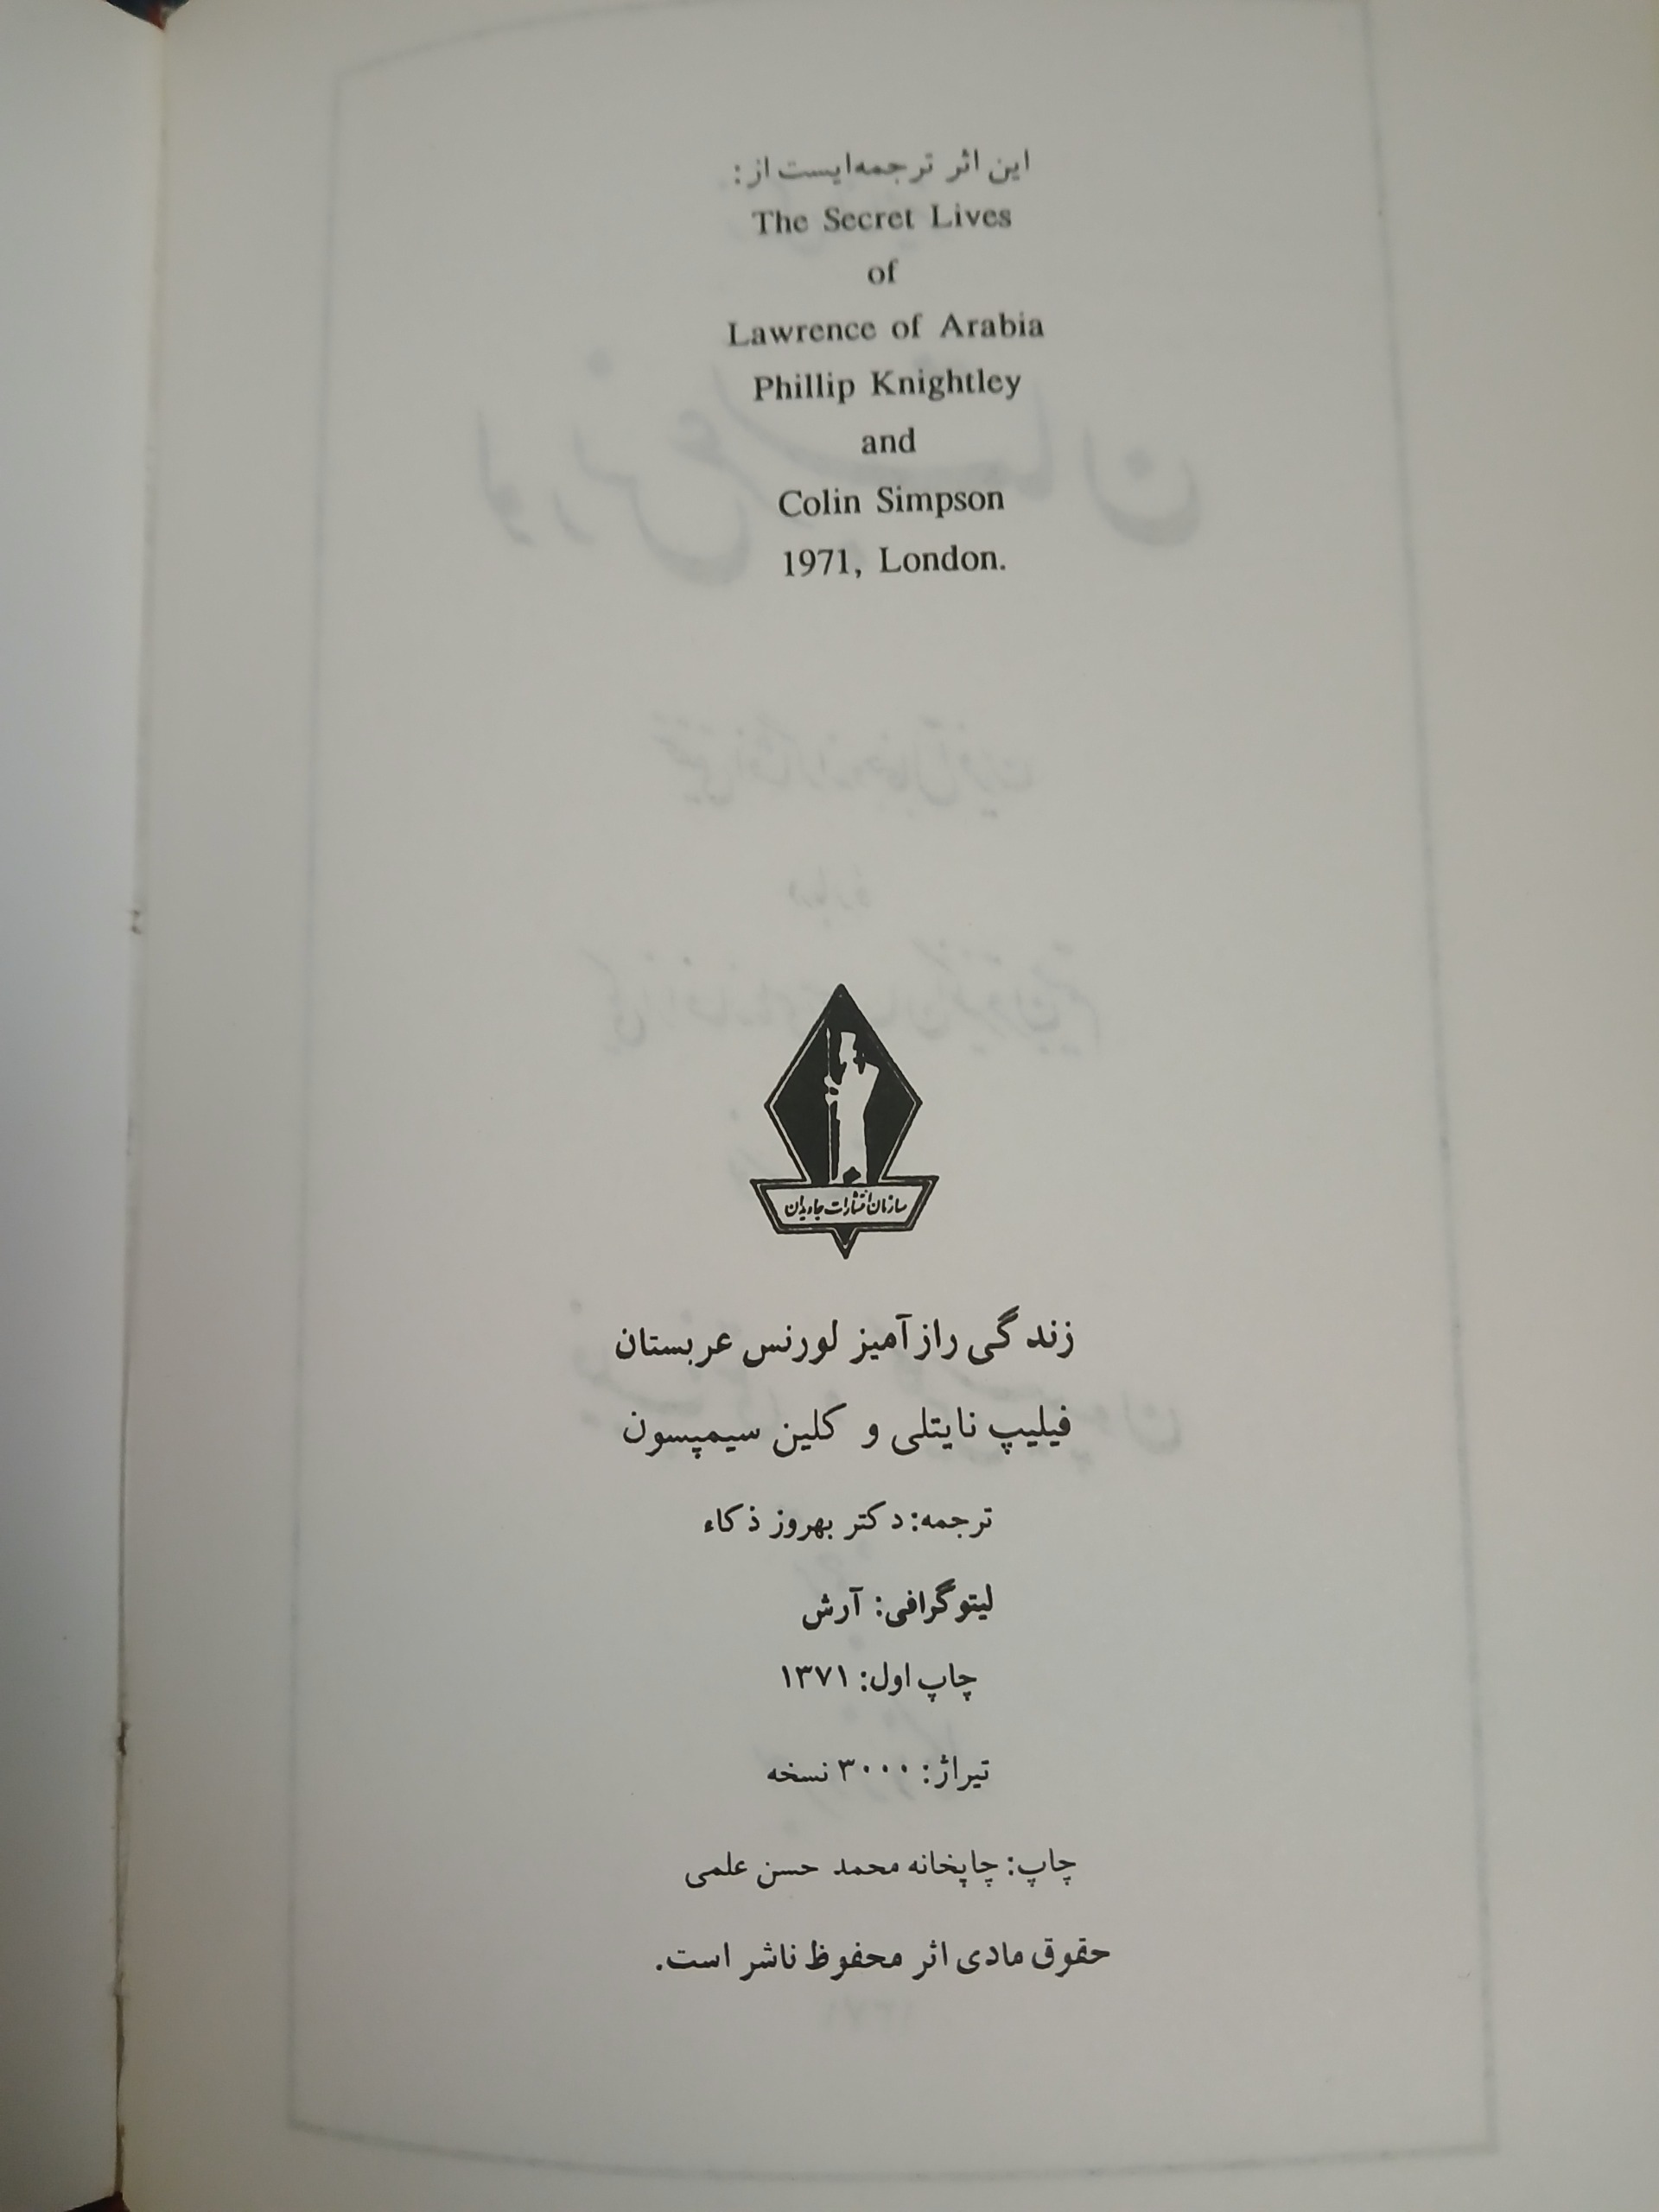 این اثر ترجمه‌ایست از:
The Secret Lives
of
Lawrence of Arabia
Phillip Knightley
and
Colin Simpson
1971, London.
سازمان انتشارات جاویدان
زندگی رازآمیز لورنس عربستان
فیلیپ نایتلی و کلین سیمپسون
ترجمه: دکتر بهروز ذکاء
لیتوگرافی: آرش
چاپ اول: ۱۳۷۱
تیراژ: ۳۰۰۰ نسخه
چاپ: چاپخانه محمد حسن علمی
حقوق مادی اثر محفوظ ناشر است.